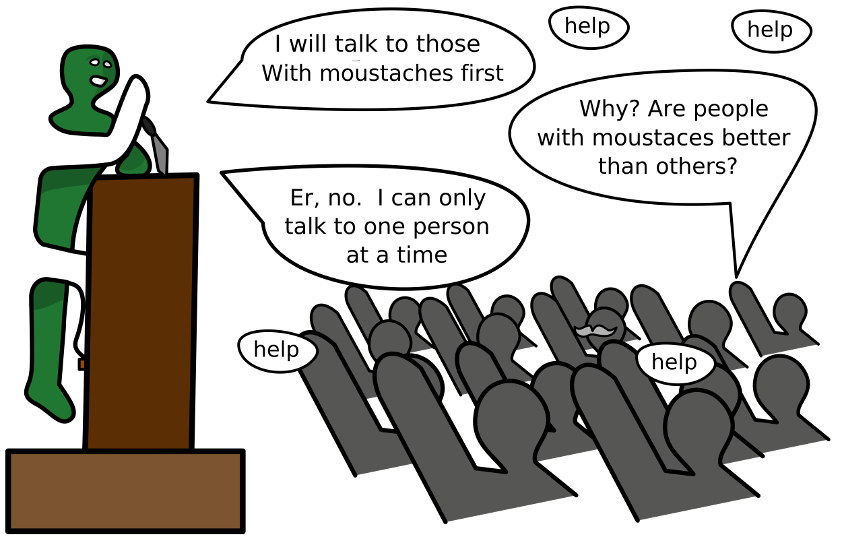 I will talk to those
With moustaches first
help
help
Why? Are people
with moustaces better
than others?
Er, no. I can only
talk to one person
at a time
help
help